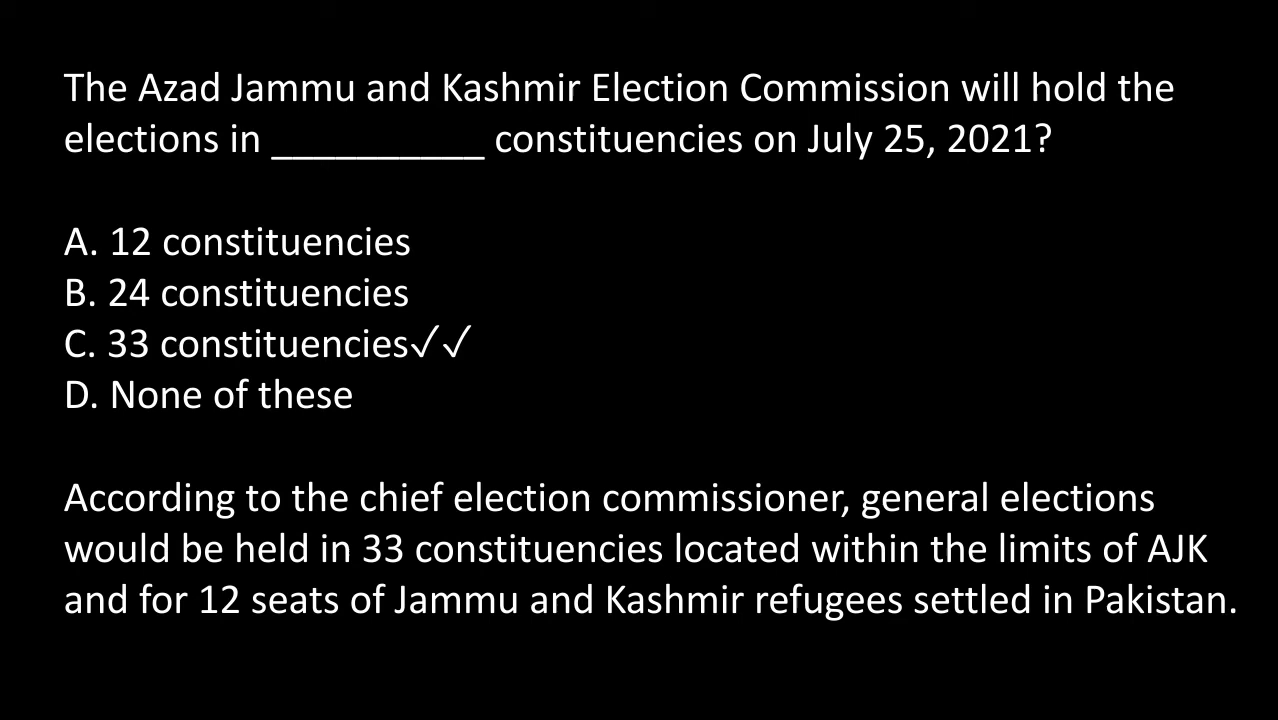 The Azad Jammu and Kashmir Election Commission will hold the
elections in __________ constituencies on July 25, 2021?
A. 12 constituencies
B. 24 constituencies
C. 33 constituencies✓✓
D. None of these
According to the chief election commissioner, general elections
would be held in 33 constituencies located within the limits of AJK
and for 12 seats of Jammu and Kashmir refugees settled in Pakistan.